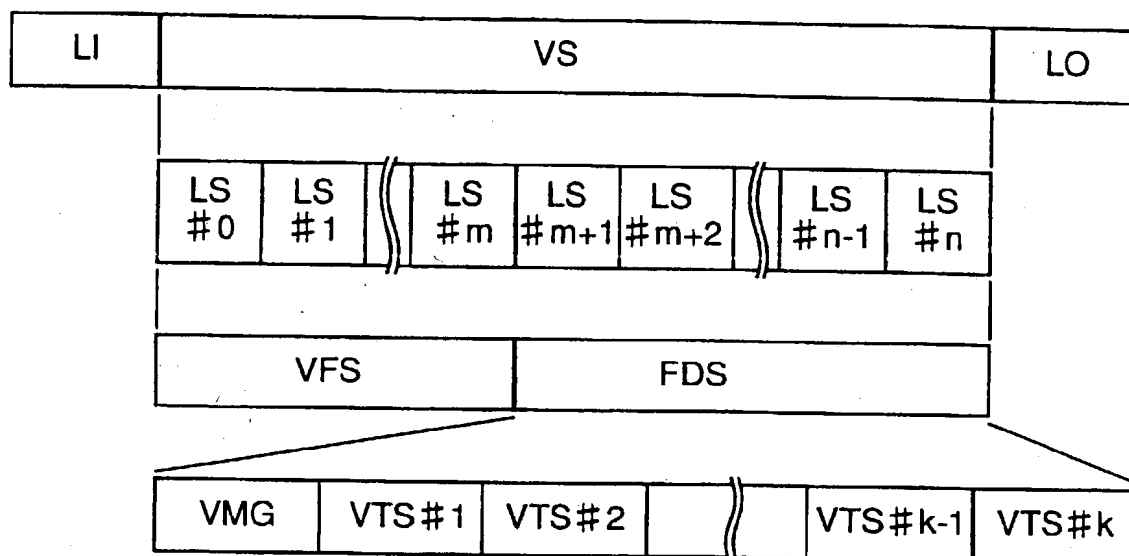 LI VS LO
LS LS LS LS LS LS LS
#0 #1 #m #m+1 #m+2 #n-1 #n
VFS FDS
VMG VTS#1 VTS#2 VTS#k-1 VTS#k